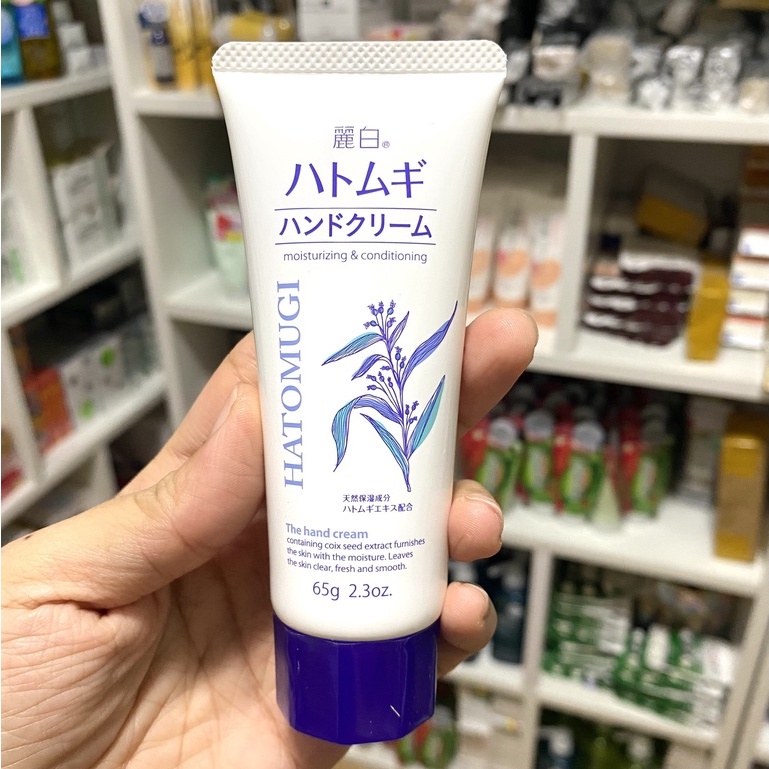 麗白®
ハトムギ
ハンドクリーム
moisturizing & conditioning
HATOMUGI
天然保湿成分
ハトムギエキス配合
The hand cream
containing coix seed extract furnishes
the skin with the moisture. Leaves
the skin clear, fresh and smooth.
65g 2.3oz.